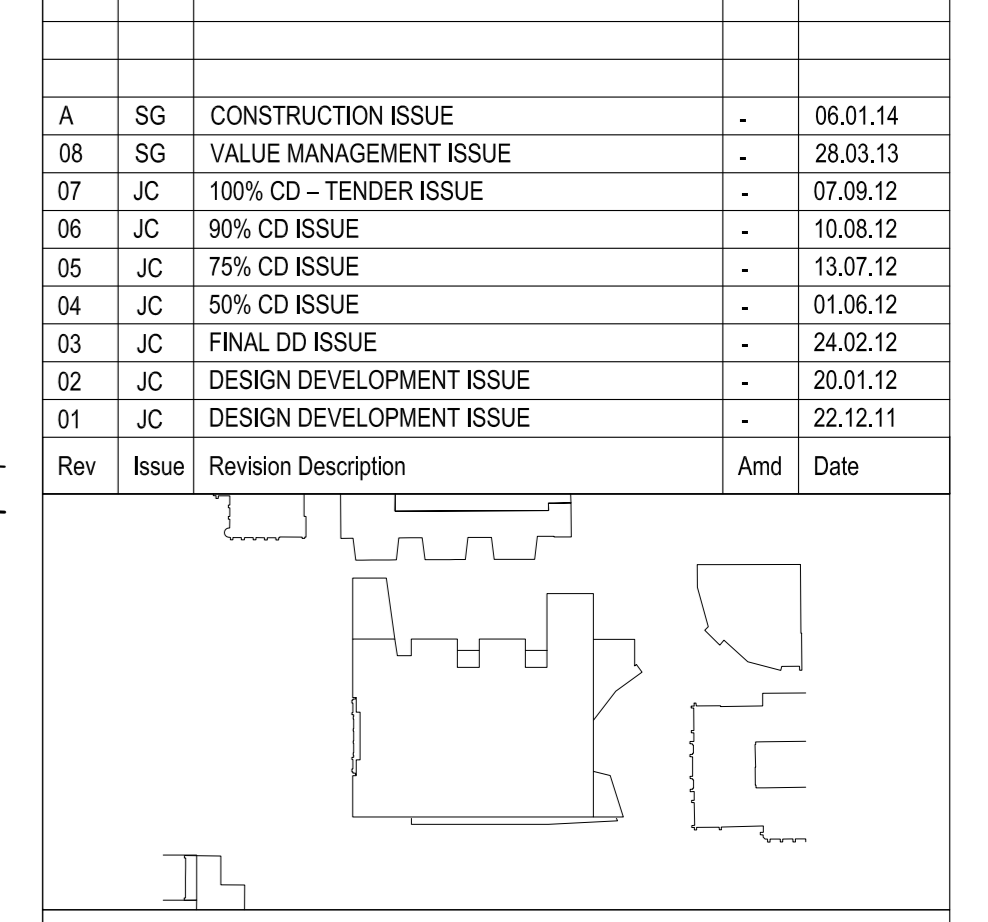 A SG CONSTRUCTION ISSUE - 06.01.14
08 SG VALUE MANAGEMENT ISSUE - 28.03.13
07 JC 100% CD – TENDER ISSUE - 07.09.12
06 JC 90% CD ISSUE - 10.08.12
05 JC 75% CD ISSUE - 13.07.12
04 JC 50% CD ISSUE - 01.06.12
03 JC FINAL DD ISSUE - 24.02.12
02 JC DESIGN DEVELOPMENT ISSUE - 20.01.12
01 JC DESIGN DEVELOPMENT ISSUE - 22.12.11
Rev Issue Revision Description Amd Date